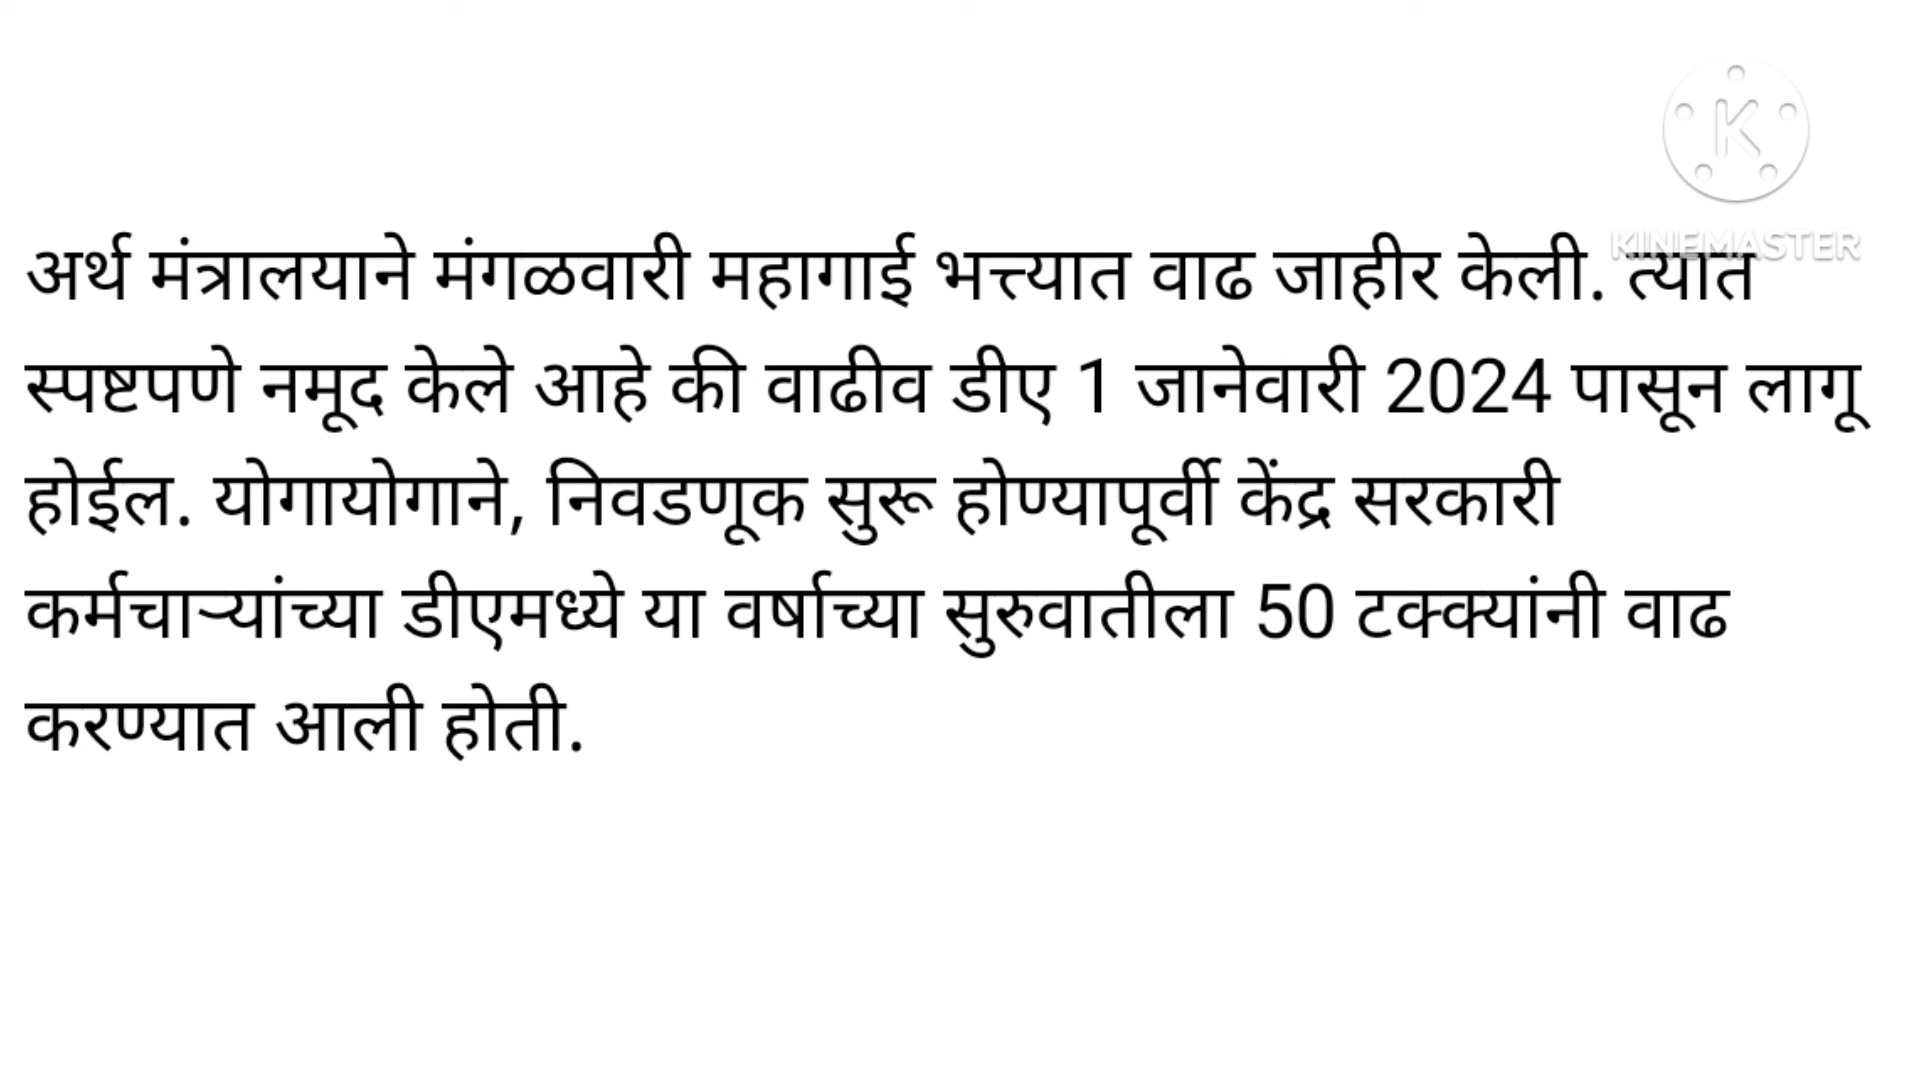 KINEMASTER
अर्थ मंत्रालयाने मंगळवारी महागाई भत्त्यात वाढ जाहीर केली. त्यात
स्पष्टपणे नमूद केले आहे की वाढीव डीए 1 जानेवारी 2024 पासून लागू
होईल. योगायोगाने, निवडणूक सुरू होण्यापूर्वी केंद्र सरकारी
कर्मचाऱ्यांच्या डीएमध्ये या वर्षाच्या सुरुवातीला 50 टक्क्यांनी वाढ
करण्यात आली होती.